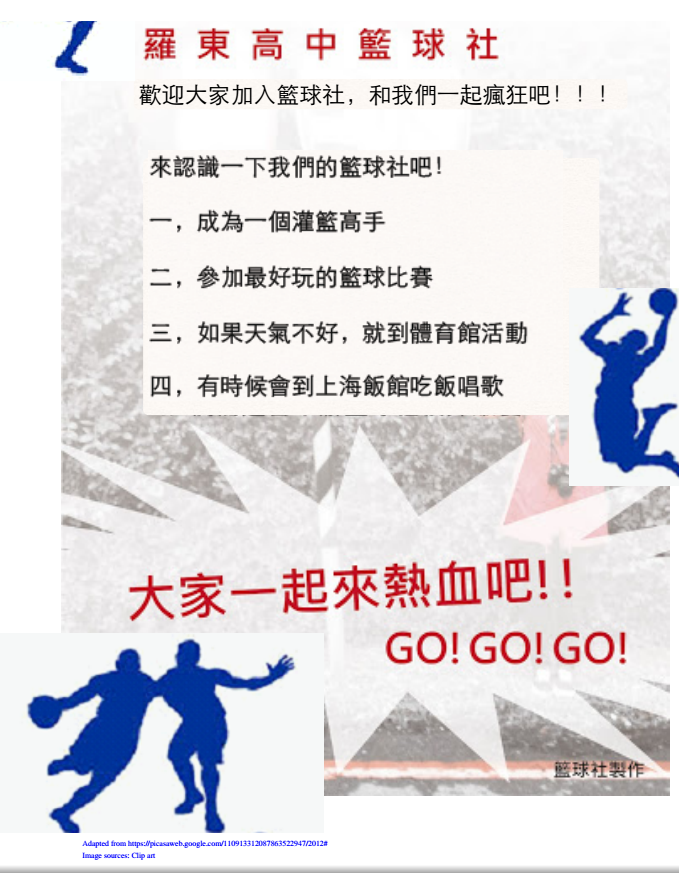 羅東高中籃球社
歡迎大家加入籃球社，和我們一起瘋狂吧！！！
來認識一下我們的籃球社吧！
一，成為一個灌籃高手
二，參加最好玩的籃球比賽
三，如果天氣不好，就到體育館活動
四，有時候會到上海飯館吃飯唱歌
大家一起來熱血吧!!
GO! GO! GO!
籃球社製作
Adapted from https://picasaweb.google.com/110913312087863522947/2012#
Image sources: Clip art